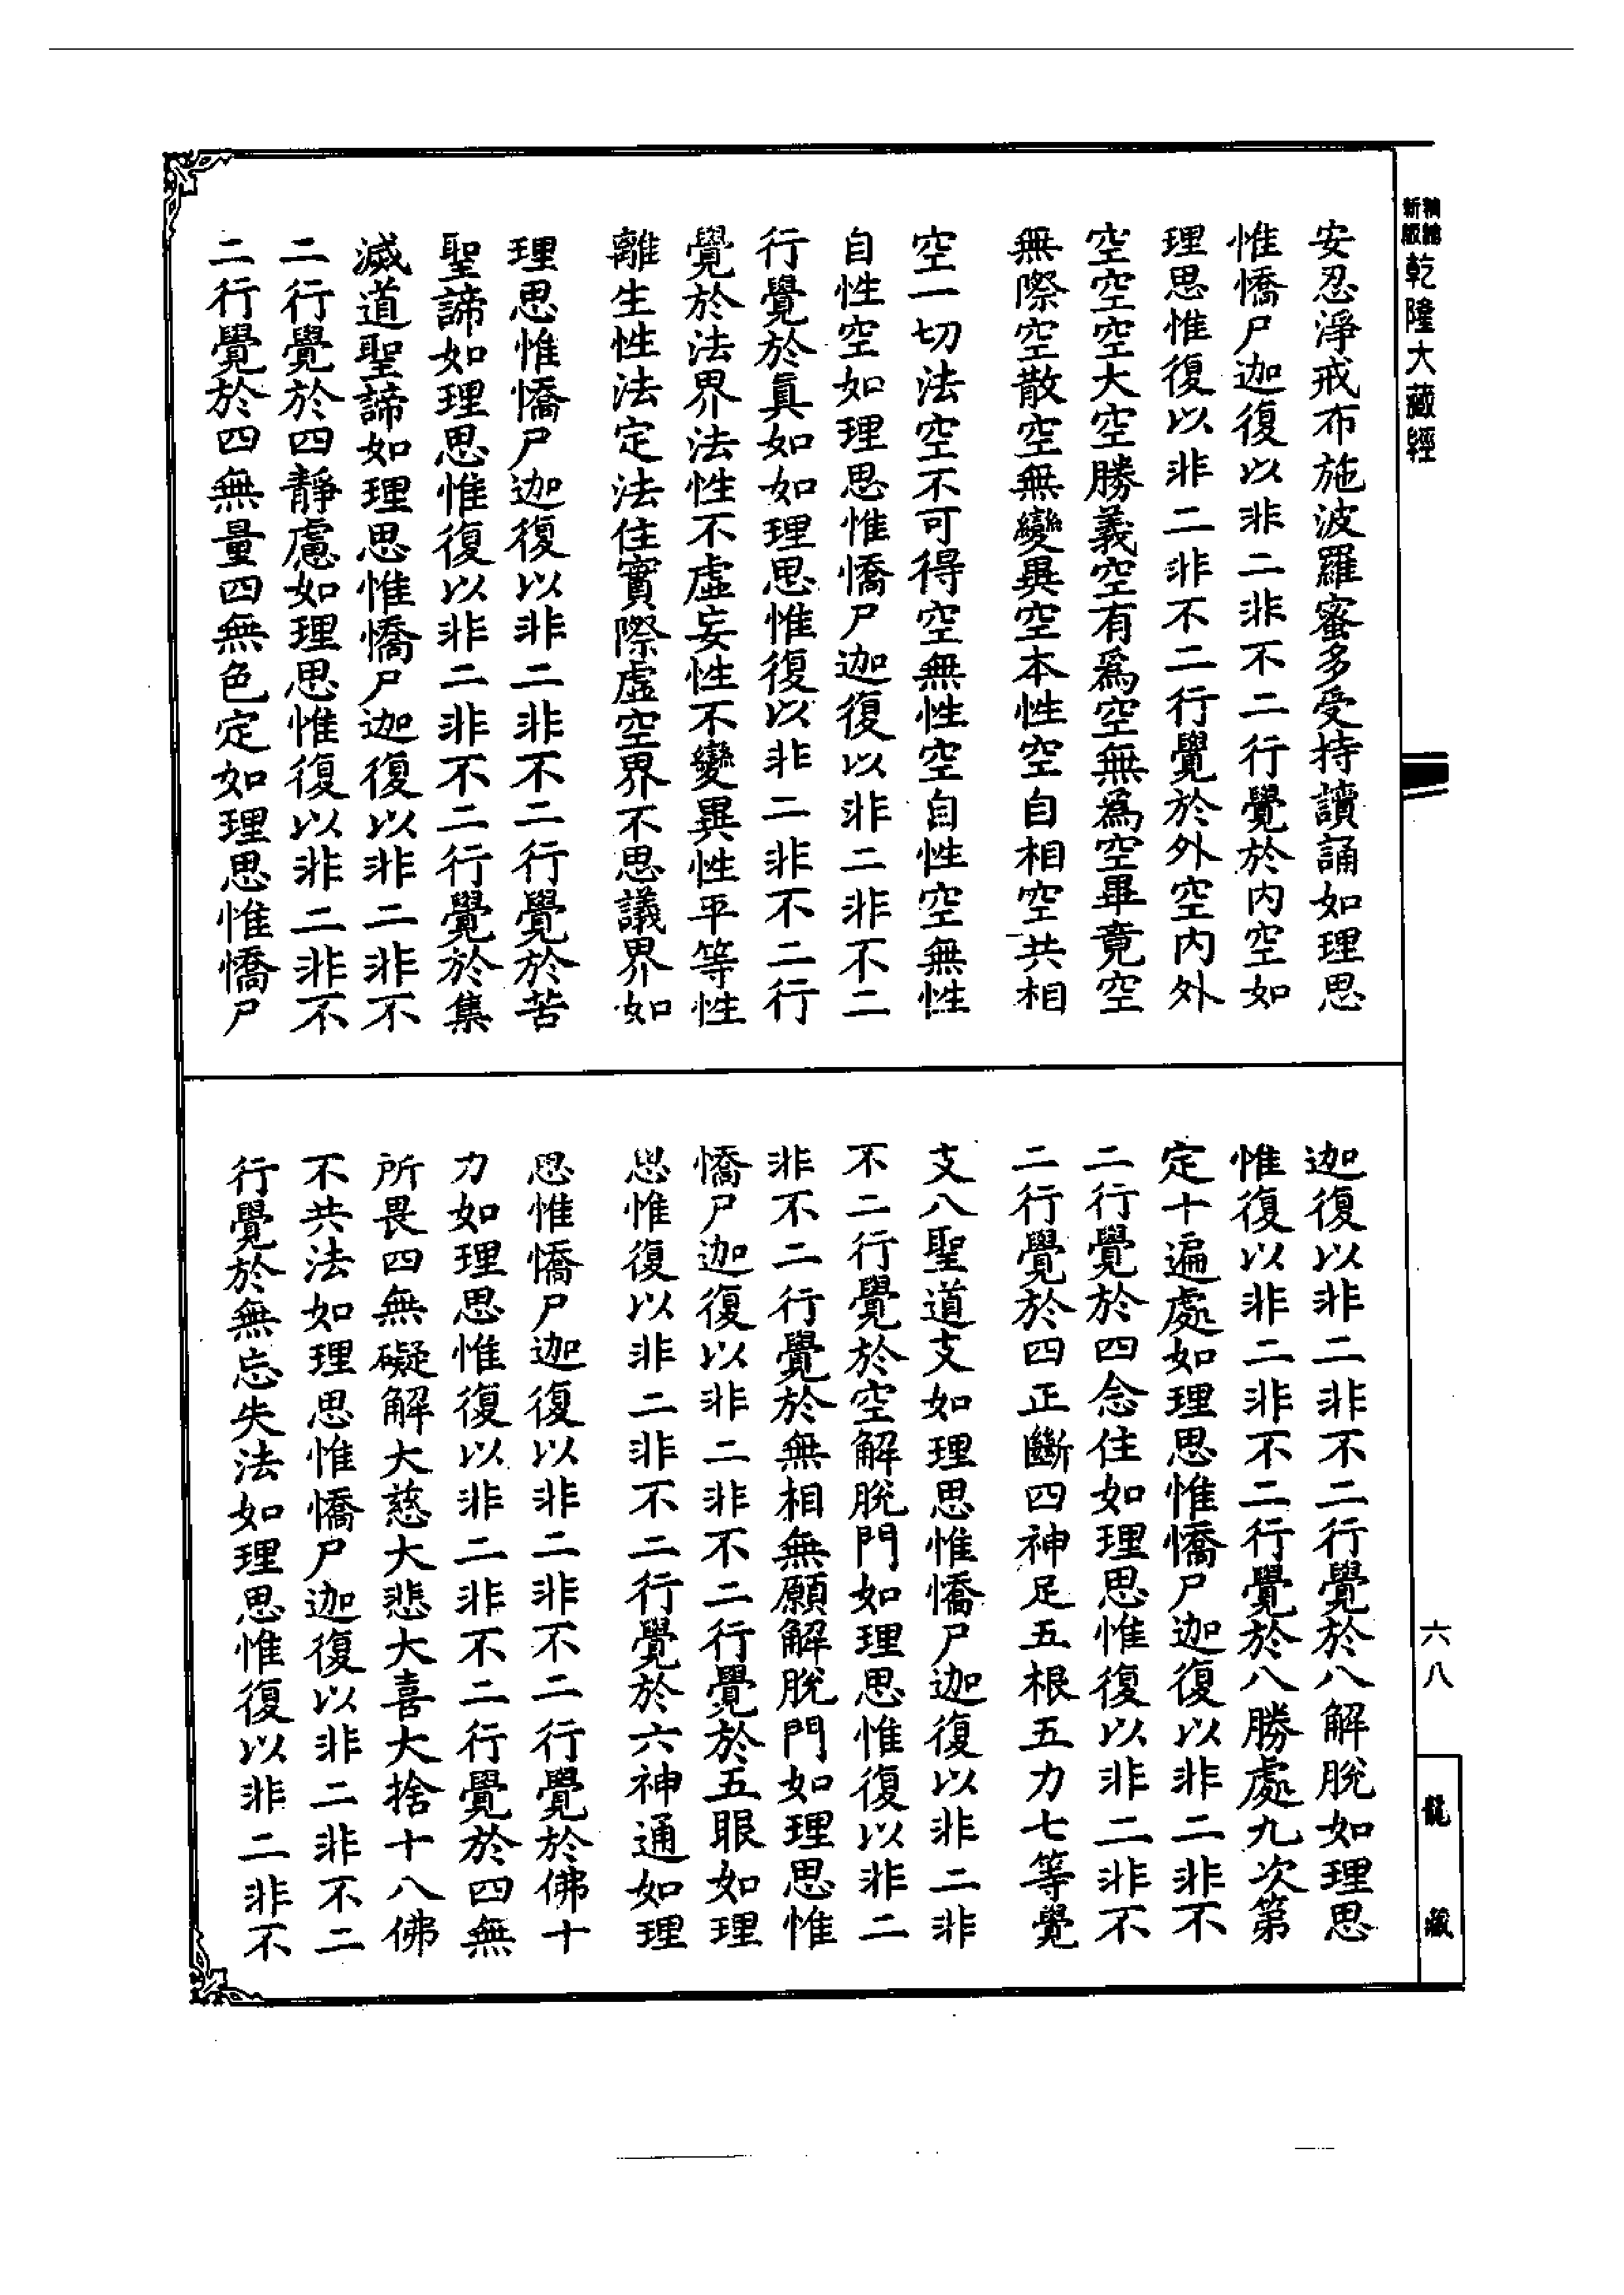 新版
精縮
乾隆大藏經
安忍淨戒布施波羅蜜多受持讀誦如理思
惟憍尸迦復以非二非不二行覺於內空如
理思惟復以非二非不二行覺於外空內外
空空空大空勝義空有爲空無爲空畢竟空
無際空散空無變異空本性空自相空共相
空一切法空不可得空無性空自性空無性
自性空如理思惟憍尸迦復以非二非不二
行覺於真如如理思惟復以非二非不二行
覺於法界法性不虛妄性不變異性平等性
離生性法定法住實際虛空界不思議界如
理思惟憍尸迦復以非二非不二行覺於苦
聖諦如理思惟復以非二非不二行覺於集
滅道聖諦如理思惟憍尸迦復以非二非不
二行覺於四靜慮如理思惟復以非二非不
二行覺於四無量四無色定如理思惟憍尸
迦復以非二非不二行覺於八解脫如理思
惟復以非二非不二行覺於八勝處九次第
定十遍處如理思惟憍尸迦復以非二非不
二行覺於四念住如理思惟復以非二非不
二行覺於四正斷四神足五根五力七等覺
支八聖道支如理思惟憍尸迦復以非二非
不二行覺於空解脫門如理思惟復以非二
非不二行覺於無相無願解脫門如理思惟
憍尸迦復以非二非不二行覺於五眼如理
思惟復以非二非不二行覺於六神通如理
思惟憍尸迦復以非二非不二行覺於佛十
力如理思惟復以非二非不二行覺於四無
所畏四無礙解大慈大悲大喜大捨十八佛
不共法如理思惟憍尸迦復以非二非不二
行覺於無忘失法如理思惟復以非二非不
六八
龍藏